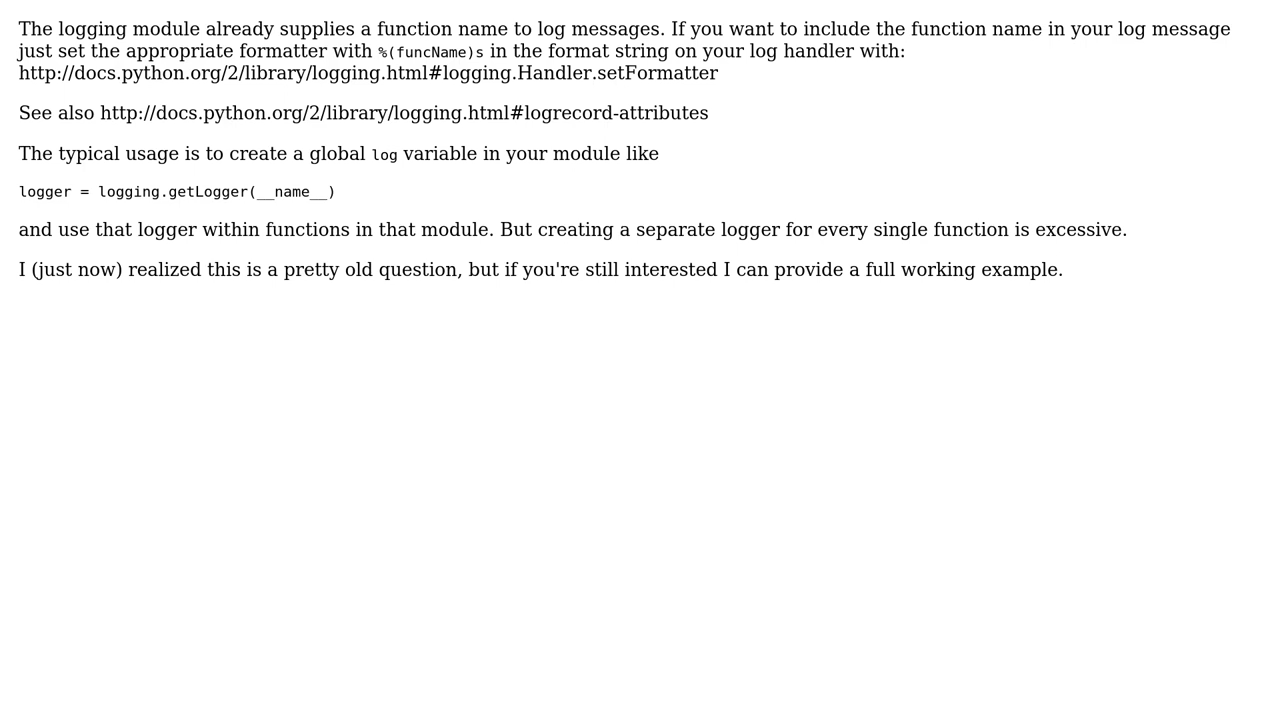 The logging module already supplies a function name to log messages. If you want to include the function name in your log message
just set the appropriate formatter with %(funcName)s in the format string on your log handler with:
http://docs.python.org/2/library/logging.html#logging.Handler.setFormatter
See also http://docs.python.org/2/library/logging.html#logrecord-attributes
The typical usage is to create a global log variable in your module like
logger = logging.getLogger(__name__)
and use that logger within functions in that module. But creating a separate logger for every single function is excessive.
I (just now) realized this is a pretty old question, but if you're still interested I can provide a full working example.